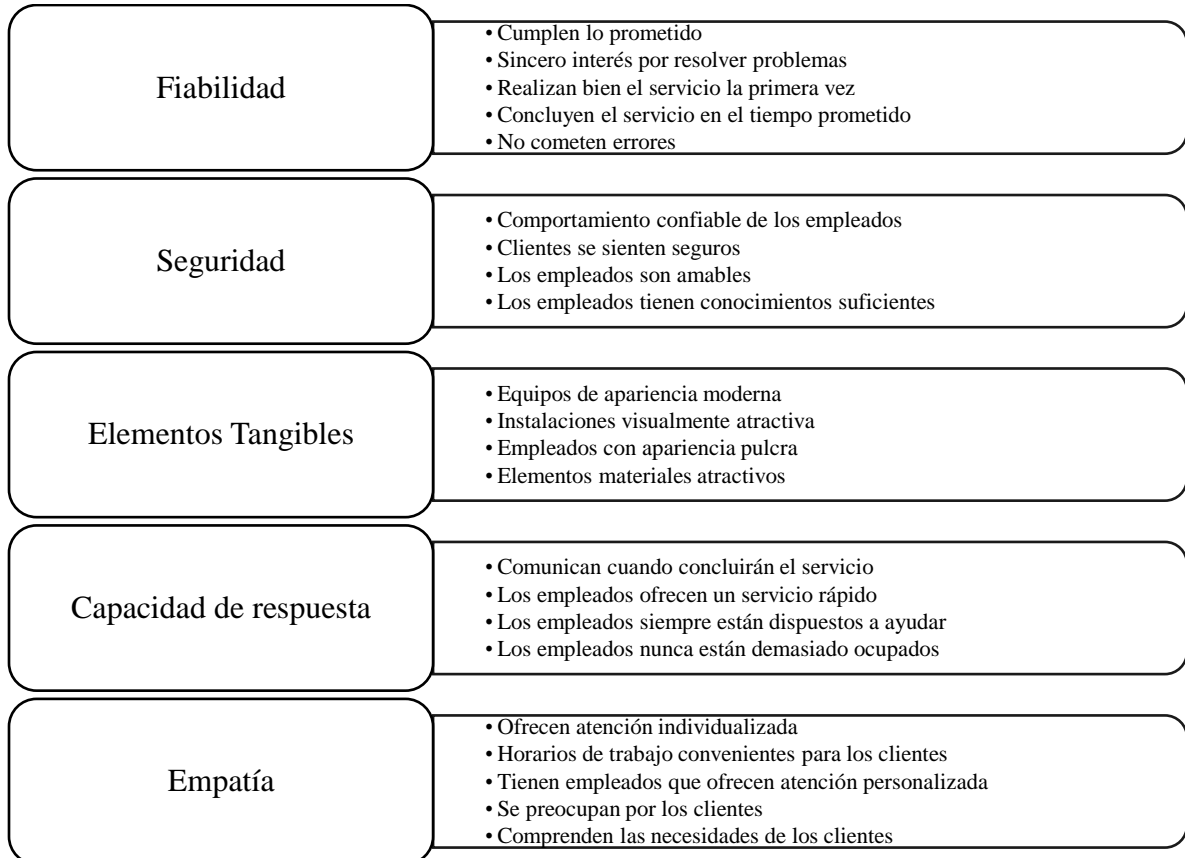 Fiabilidad
• Cumplen lo prometido
• Sincero interés por resolver problemas
• Realizan bien el servicio la primera vez
• Concluyen el servicio en el tiempo prometido
• No cometen errores
Seguridad
• Comportamiento confiable de los empleados
• Clientes se sienten seguros
• Los empleados son amables
• Los empleados tienen conocimientos suficientes
Elementos Tangibles
• Equipos de apariencia moderna
• Instalaciones visualmente atractiva
• Empleados con apariencia pulcra
• Elementos materiales atractivos
Capacidad de respuesta
• Comunican cuando concluirán el servicio
• Los empleados ofrecen un servicio rápido
• Los empleados siempre están dispuestos a ayudar
• Los empleados nunca están demasiado ocupados
Empatía
• Ofrecen atención individualizada
• Horarios de trabajo convenientes para los clientes
• Tienen empleados que ofrecen atención personalizada
• Se preocupan por los clientes
• Comprenden las necesidades de los clientes